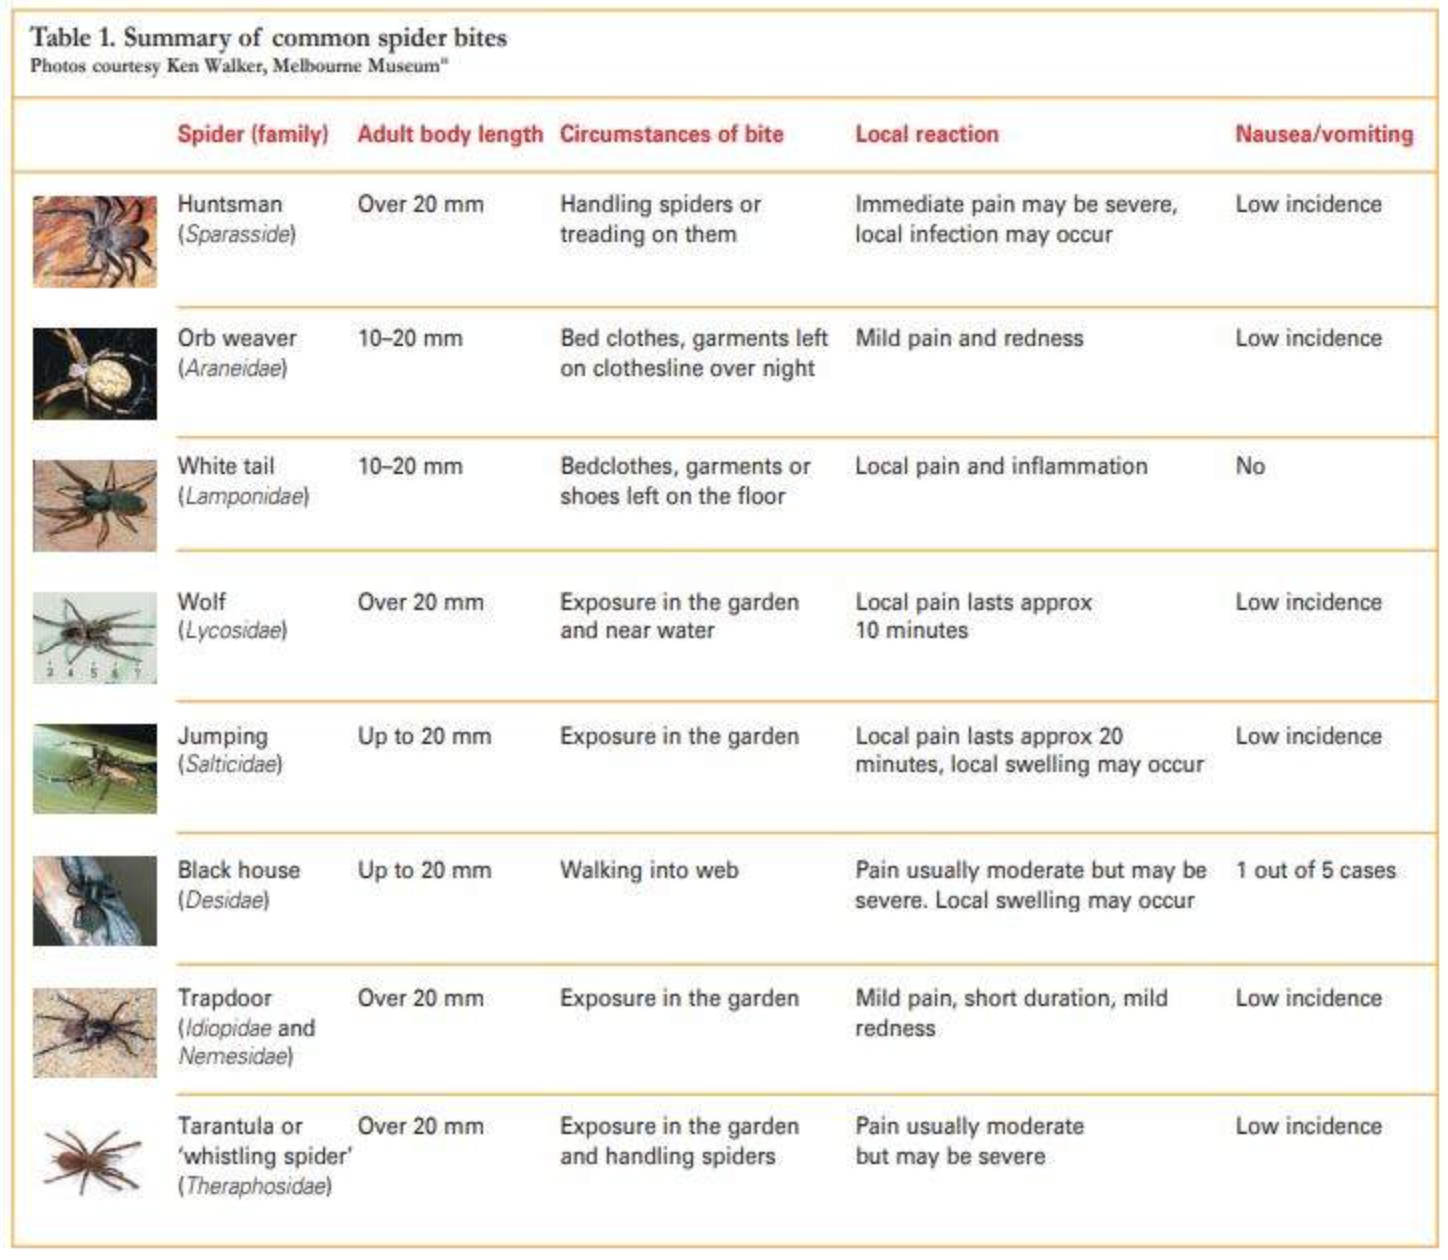 Table 1. Summary of common spider bites
Photos courtesy Ken Walker, Melbourne Museum
Spider (family) Adult body length Circumstances of bite Local reaction Nausea/vomiting
Huntsman Over 20 mm Handling spiders or Immediate pain may be severe, Low incidence
(Sparasside) treading on them local infection may occur
Orb weaver 10–20 mm Bed clothes, garments left Mild pain and redness Low incidence
(Araneidae) on clothesline over night
White tail 10–20 mm Bedclothes, garments or Local pain and inflammation No
(Lamponidae) shoes left on the floor
Wolf Over 20 mm Exposure in the garden Local pain lasts approx Low incidence
(Lycosidae) and near water 10 minutes
3 4 5 6 7
Jumping Up to 20 mm Exposure in the garden Local pain lasts approx 20 Low incidence
(Salticidae) minutes, local swelling may occur
Black house Up to 20 mm Walking into web Pain usually moderate but may be 1 out of 5 cases
(Desidae) severe. Local swelling may occur
Trapdoor Over 20 mm Exposure in the garden Mild pain, short duration, mild Low incidence
(Idiopidae and redness
Nemesidae)
Tarantula or Over 20 mm Exposure in the garden Pain usually moderate Low incidence
'whistling spider' and handling spiders but may be severe
(Theraphosidae)